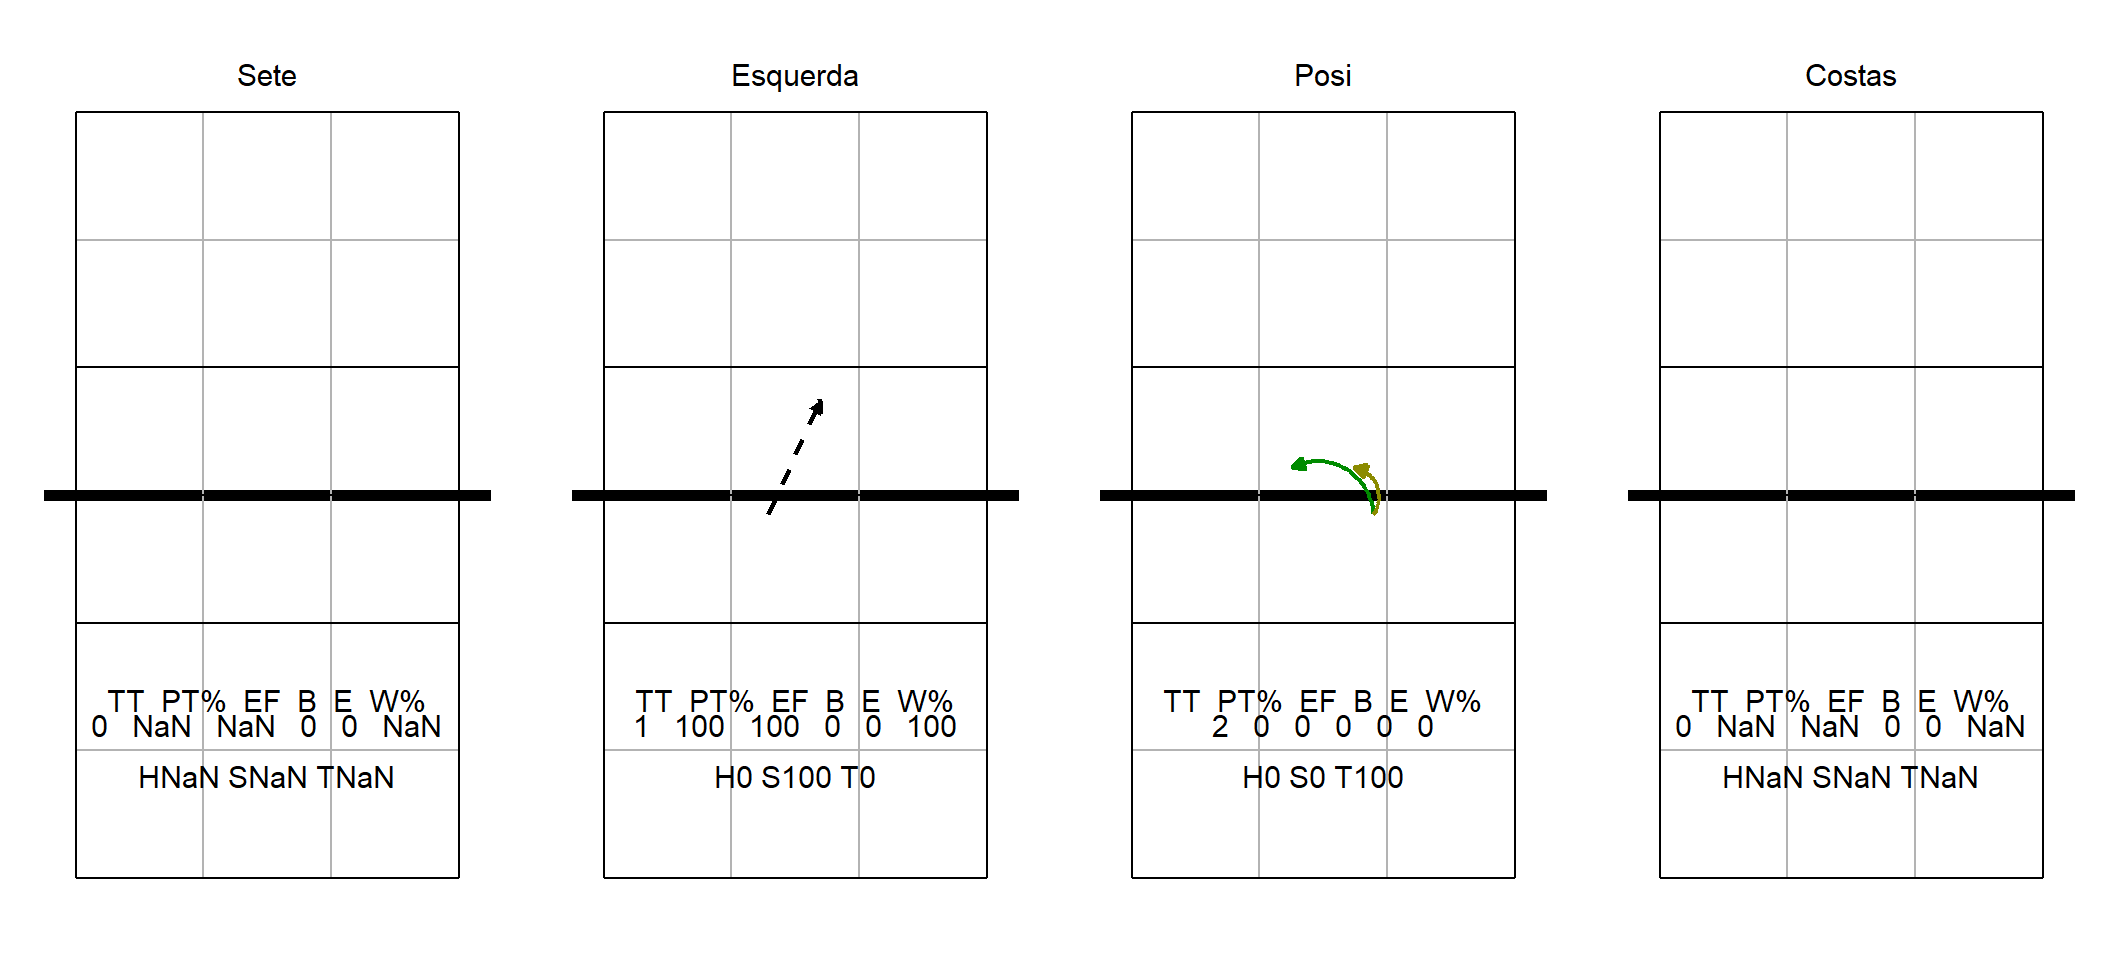 Sete
TT PT% EF B E W%
0 NaN NaN 0 0 NaN
HNaN SNaN TNaN
Esquerda
TT PT% EF B E W%
1 100 100 0 0 100
H0 S100 T0
Posi
TT PT% EF B E W%
2 0 0 0 0 0
H0 S0 T100
Costas
TT PT% EF B E W%
0 NaN NaN 0 0 NaN
HNaN SNaN TNaN